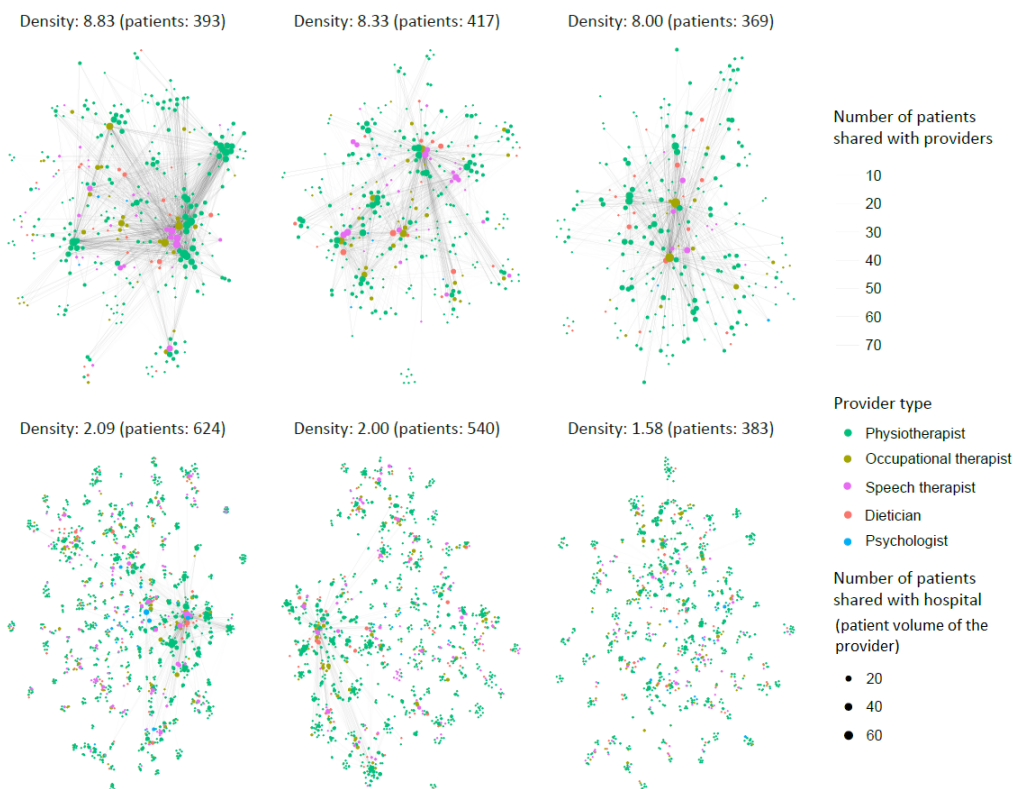 Density: 8.83 (patients: 393)
Density: 8.33 (patients: 417)
Density: 8.00 (patients: 369)
Number of patients
shared with providers
10
20
30
40
50
60
70
Density: 2.09 (patients: 624)
Density: 2.00 (patients: 540)
Density: 1.58 (patients: 383)
Provider type
Physiotherapist
Occupational therapist
Speech therapist
Dietician
Psychologist
Number of patients
shared with hospital
(patient volume of the
provider)
20
40
60